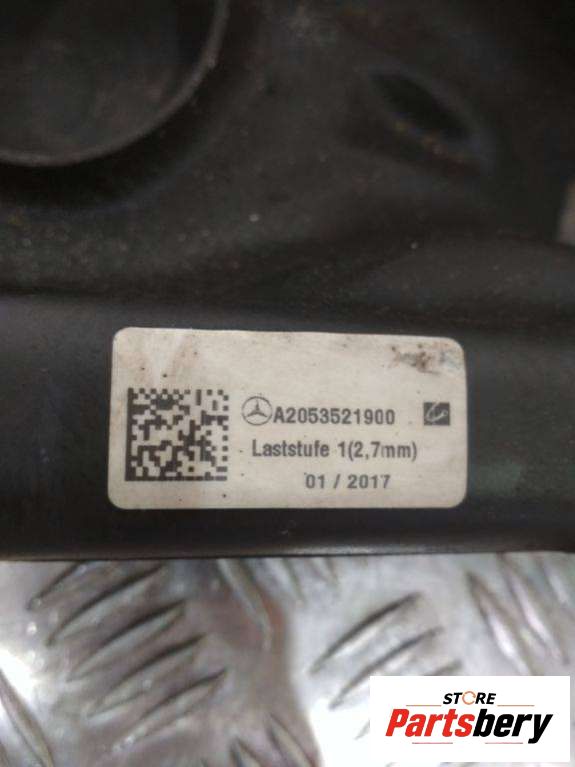 A2053521900
Laststufe 1(2,7mm)
01 / 2017
STORE
Partsbery